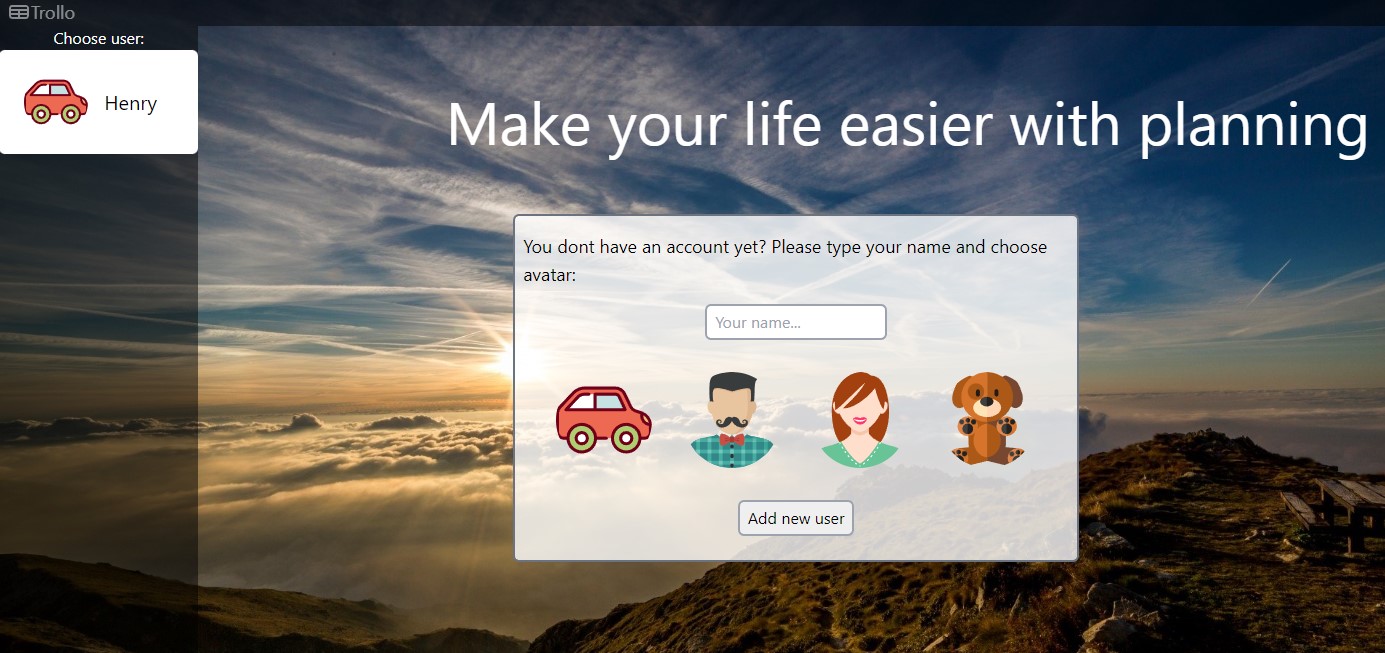 Trollo
Choose user:
Henry
Make your life easier with planning
You dont have an account yet? Please type your name and choose
avatar:
Your name...
Add new user